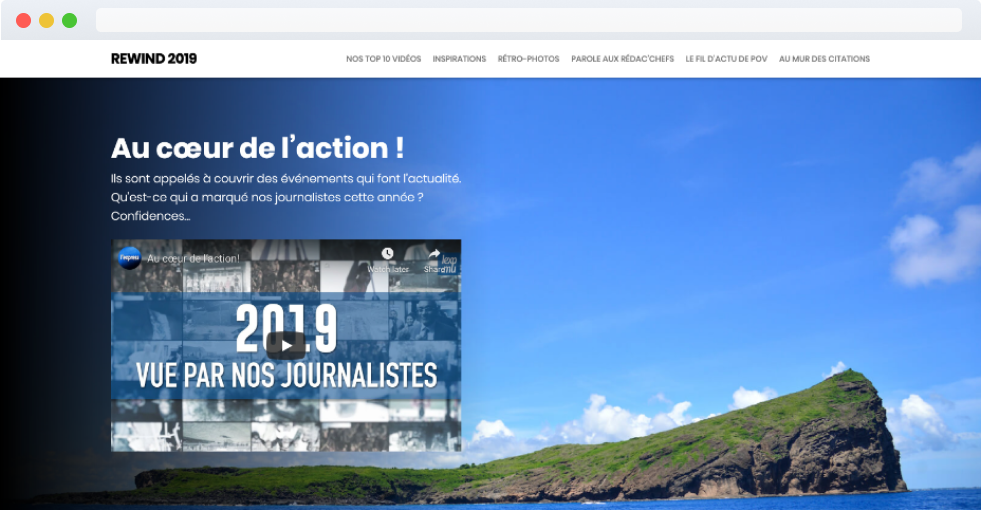 REWIND 2019
NOS TOP 10 VIDÉOS INSPIRATIONS RÉTRO-PHOTOS PAROLE AUX RÉDAC'CHEFS LE FIL D'ACTU DE POV AU MUR DES CITATIONS
Au cœur de l'action !
Ils sont appelés à couvrir des événements qui font l'actualité.
Qu'est-ce qui a marqué nos journalistes cette année ?
Confidences...
l'express
Au cœur de l'action!
Watch later
Share
2019
VUE PAR NOS JOURNALISTES